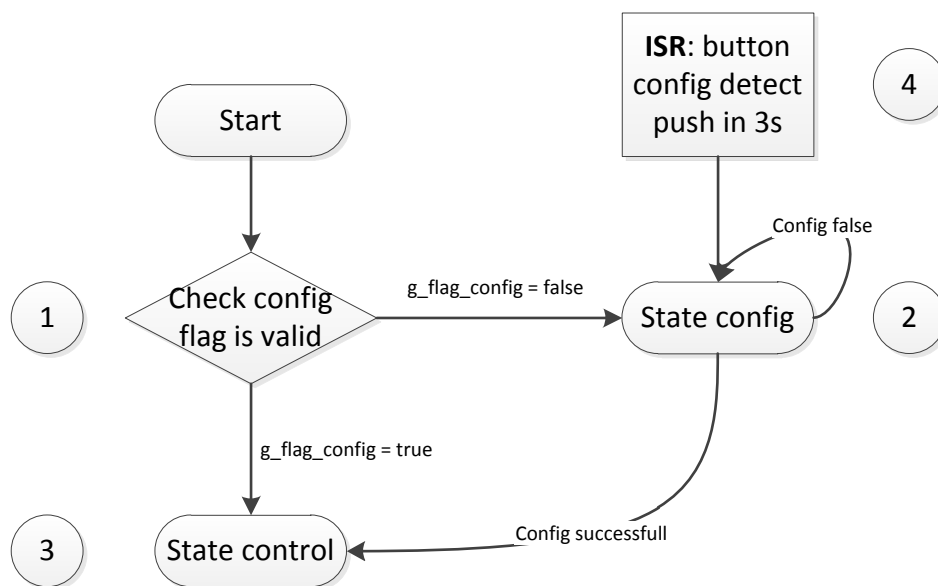 ISR: button
config detect
push in 3s
4
Start
Config false
1
Check config
flag is valid
g_flag_config = false
State config
2
g_flag_config = true
3
State control
Config successfull